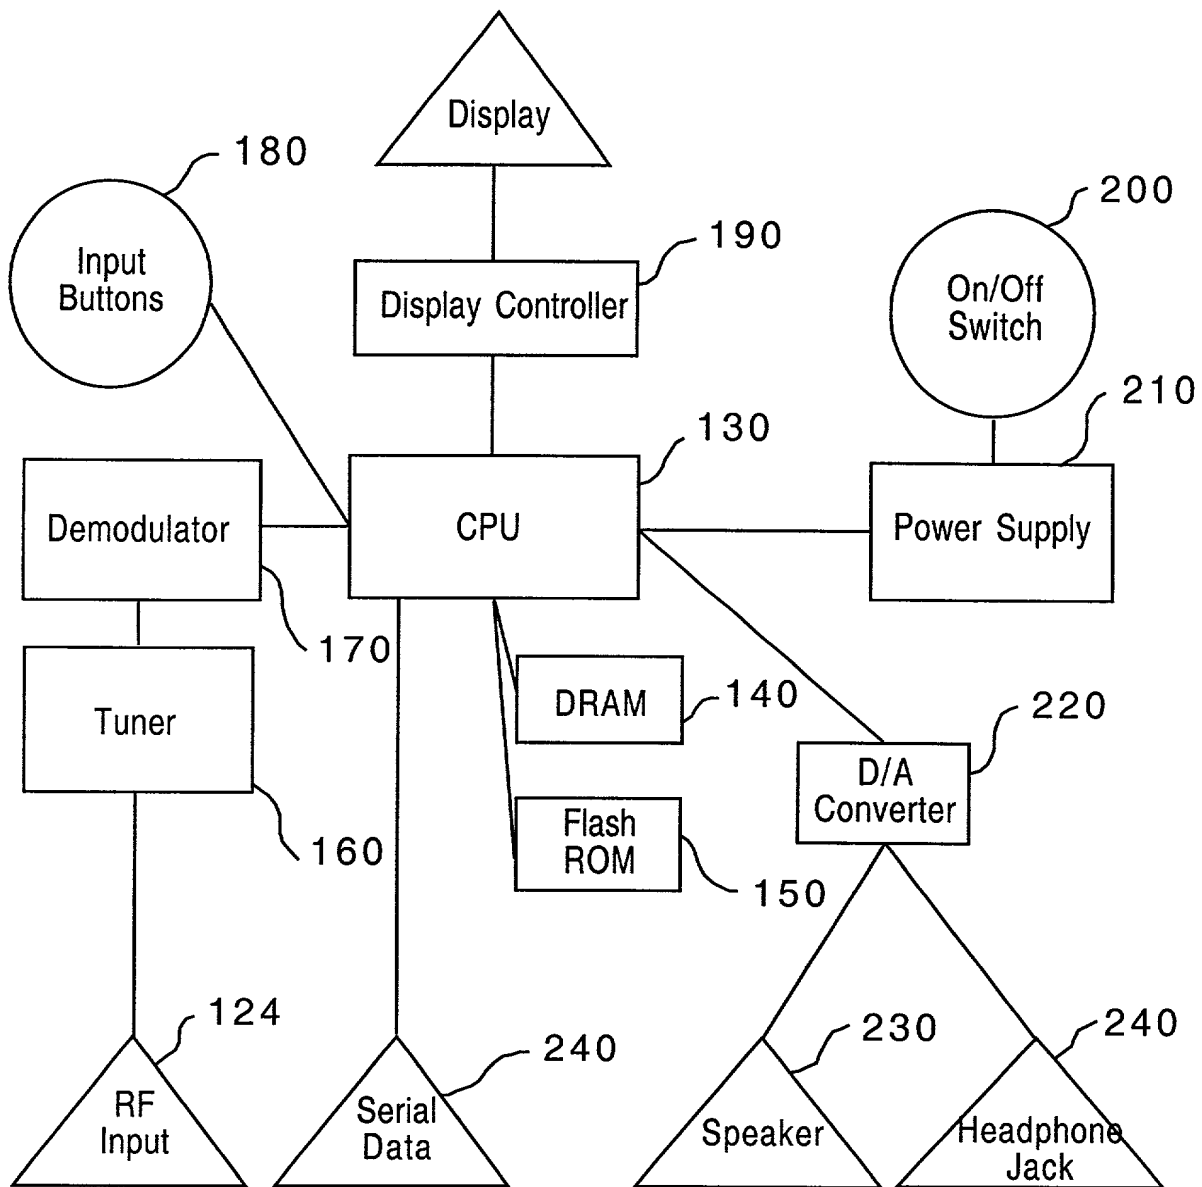 Display
180
200
190
Input
Buttons
Display Controller
On/Off
Switch
210
130
Demodulator
CPU
Power Supply
170
DRAM
140
Tuner
220
D/A
Converter
160
Flash
ROM
150
124
240
230
240
RF
Input
Serial
Data
Speaker
Headphone
Jack